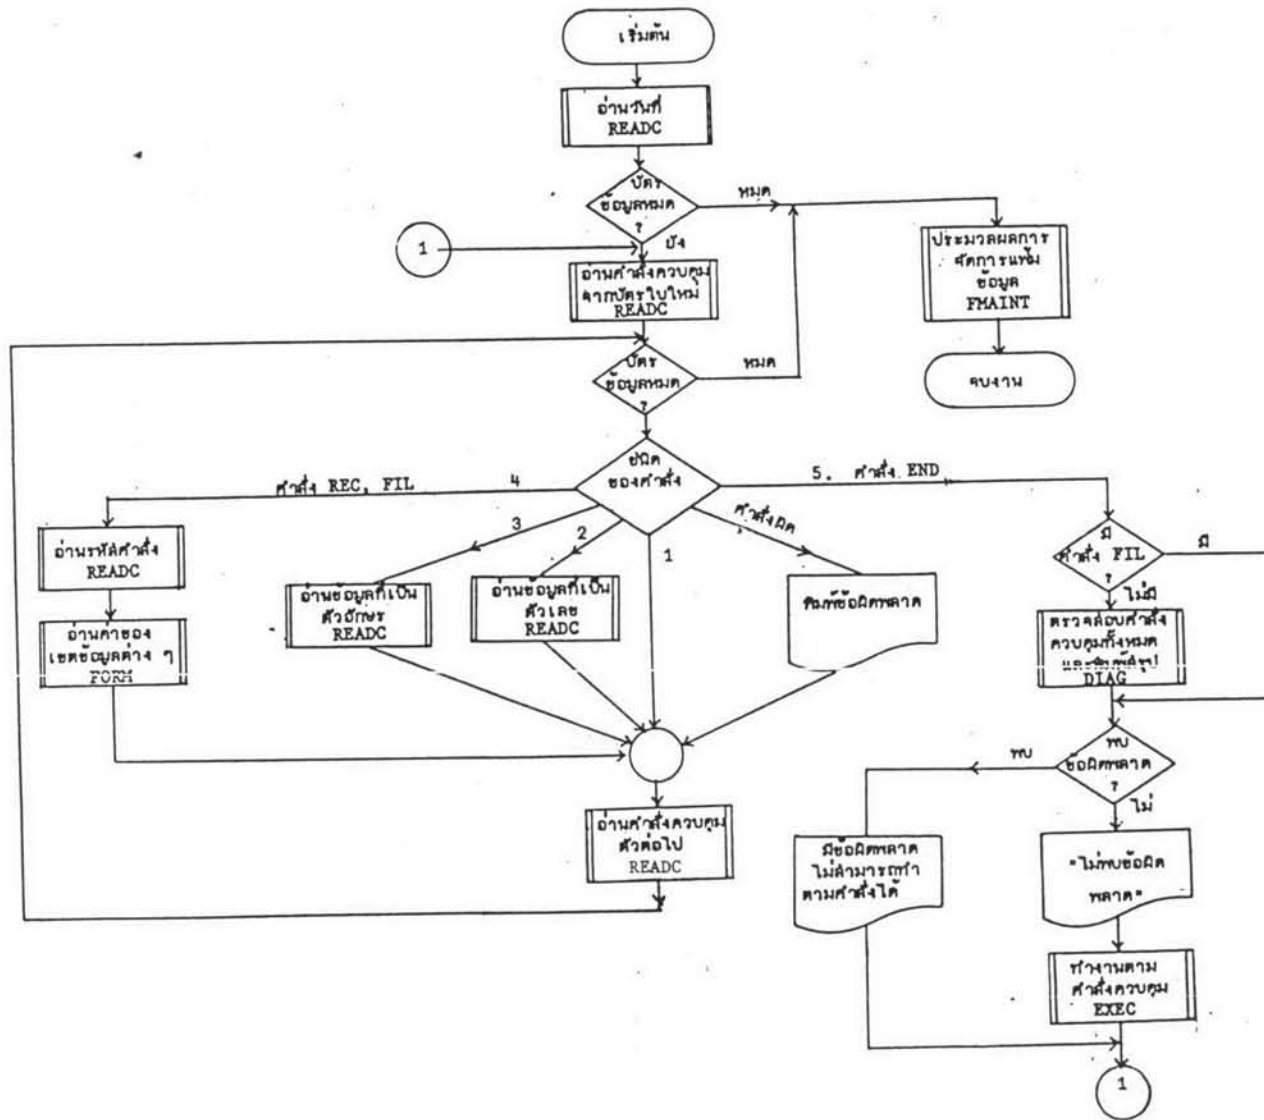 เริ่มต้น
อ่านวันที่
READC
บัตร
ข้อมูลหมด
?
หมด
ยัง
1
อ่านคำสั่งควบคุม
จากบัตรใบใหม่
READC
ประมวลผลการ
จัดการแฟ้ม
ข้อมูล
FMAINT
จบงาน
บัตร
ข้อมูลหมด
?
หมด
ชนิด
ของคำสั่ง
คำสั่ง REC, FIL
4
3
2
1
คำสั่งผิด
5. คำสั่ง END
อ่านรหัสคำสั่ง
READC
อ่านค่าของ
เขตข้อมูลต่าง ๆ
FORM
อ่านข้อมูลที่เป็น
ตัวอักษร
READC
อ่านข้อมูลที่เป็น
ตัวเลข
READC
พิมพ์ข้อผิดพลาด
มี
คำสั่ง FIL
?
มี
ไม่มี
ตรวจสอบคำสั่ง
ควบคุมทั้งหมด
และพิมพ์สรุป
DIAG
พบ
ข้อผิดพลาด
?
พบ
ไม่
อ่านคำสั่งควบคุม
ตัวต่อไป
READC
มีข้อผิดพลาด
ไม่สามารถทำ
ตามคำสั่งได้
"ไม่พบข้อผิด
พลาด"
ทำงานตาม
คำสั่งควบคุม
EXEC
1